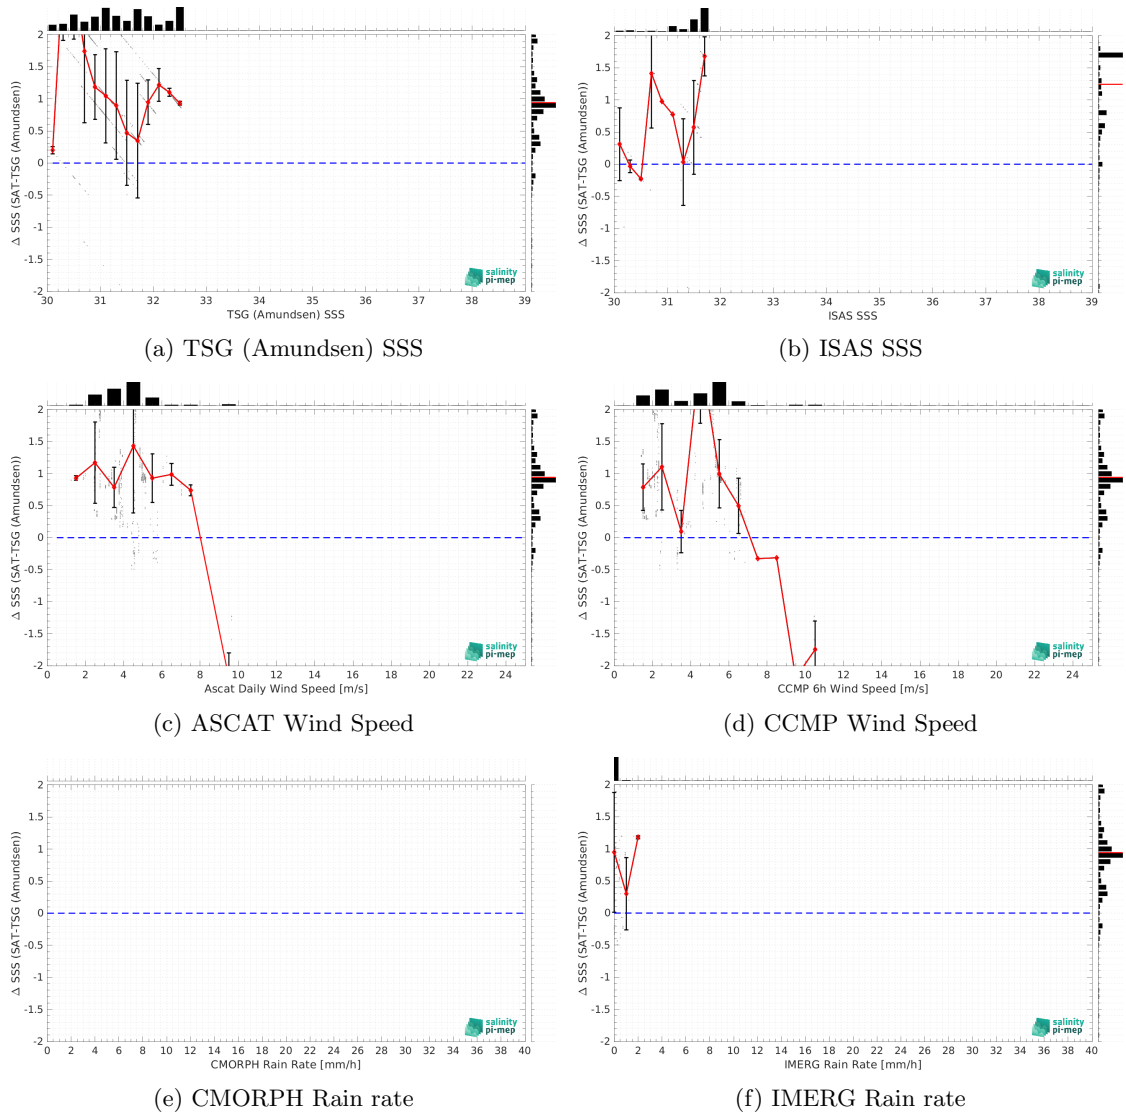 2
1.5
1
0.5
0
-0.5
-1
-1.5
-2
Δ SSS (SAT-TSG (Amundsen))
30 31 32 33 34 35 36 37 38 39
TSG (Amundsen) SSS
salinity
pi-mep
(a) TSG (Amundsen) SSS
2
1.5
1
0.5
0
-0.5
-1
-1.5
-2
Δ SSS (SAT-TSG (Amundsen))
30 31 32 33 34 35 36 37 38 39
ISAS SSS
salinity
pi-mep
(b) ISAS SSS
2
1.5
1
0.5
0
-0.5
-1
-1.5
-2
Δ SSS (SAT-TSG (Amundsen))
0 2 4 6 8 10 12 14 16 18 20 22 24
Ascat Daily Wind Speed [m/s]
salinity
pi-mep
(c) ASCAT Wind Speed
2
1.5
1
0.5
0
-0.5
-1
-1.5
-2
Δ SSS (SAT-TSG (Amundsen))
0 2 4 6 8 10 12 14 16 18 20 22 24
CCMP 6h Wind Speed [m/s]
salinity
pi-mep
(d) CCMP Wind Speed
2
1.5
1
0.5
0
-0.5
-1
-1.5
-2
Δ SSS (SAT-TSG (Amundsen))
0 2 4 6 8 10 12 14 16 18 20 22 24 26 28 30 32 34 36 38 40
CMORPH Rain Rate [mm/h]
salinity
pi-mep
(e) CMORPH Rain rate
2
1.5
1
0.5
0
-0.5
-1
-1.5
-2
Δ SSS (SAT-TSG (Amundsen))
0 2 4 6 8 10 12 14 16 18 20 22 24 26 28 30 32 34 36 38 40
IMERG Rain Rate [mm/h]
salinity
pi-mep
(f) IMERG Rain rate